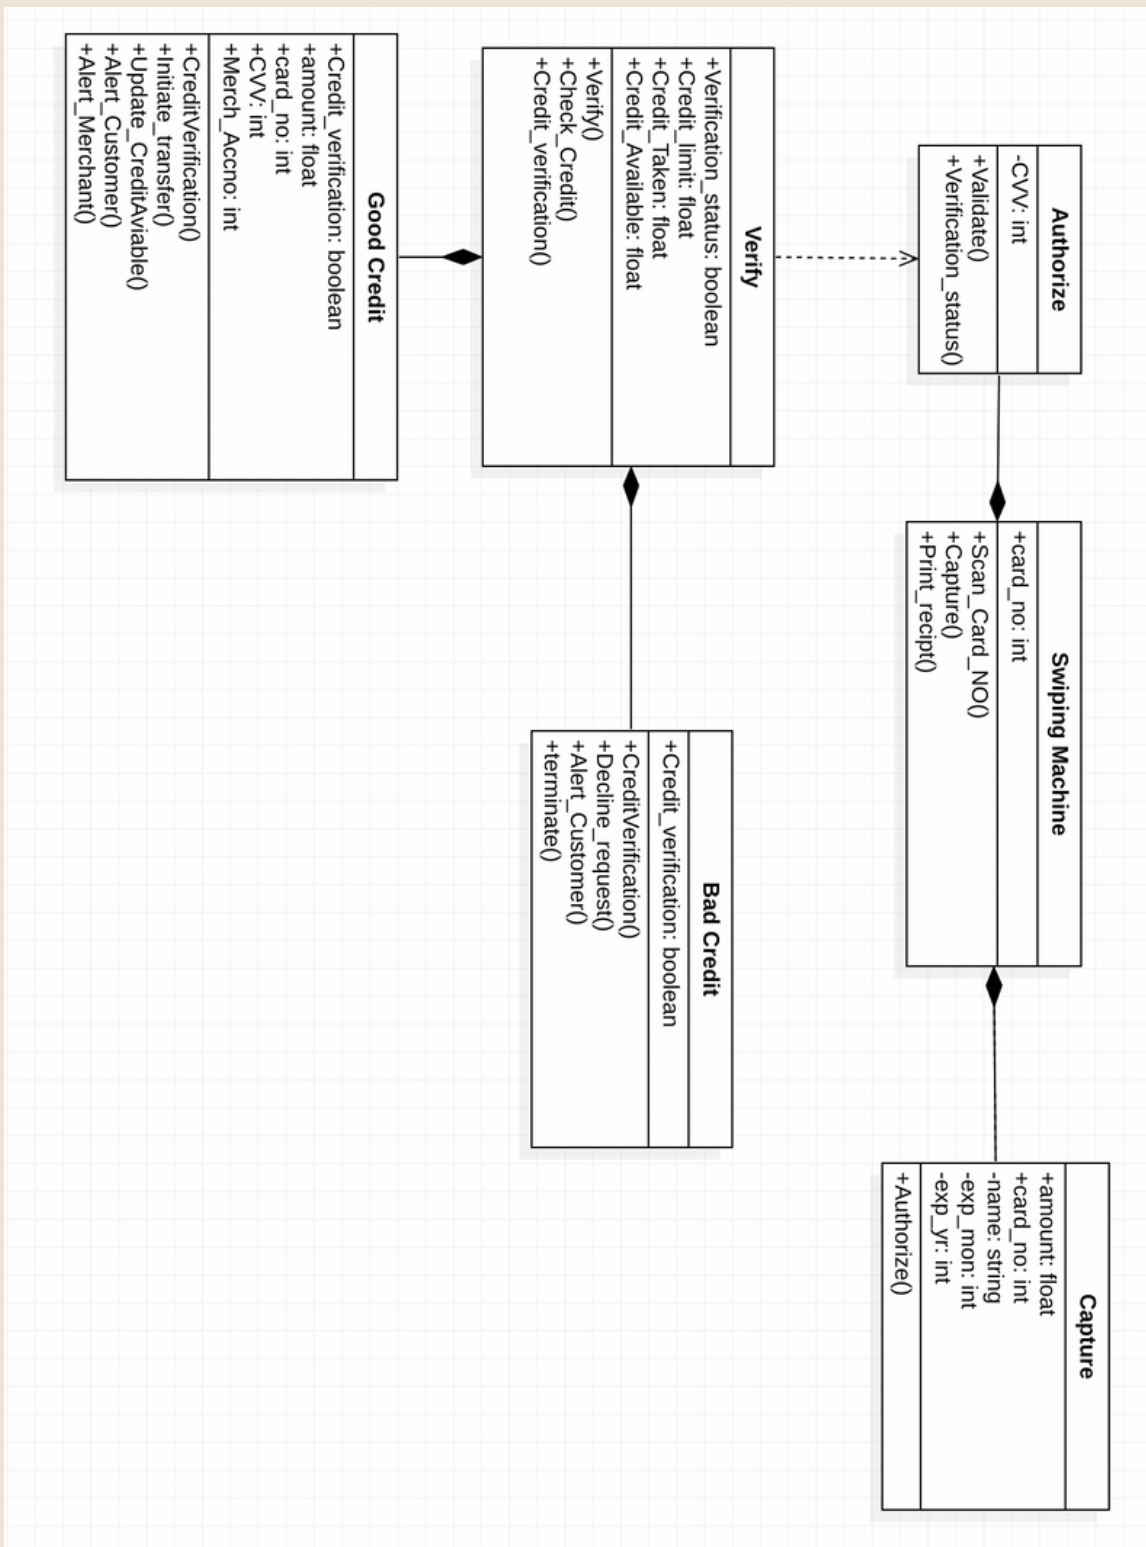 Authorize
-CVV: int
+Validate()
+Verification_status()
Swiping Machine
+card_no: int
+Scan_Card_NO()
+Capture()
+Print_recipt()
Capture
+amount: float
+card_no: int
-name: string
-exp_mon: int
-exp_yr: int
+Authorize()
Verify
+Verification_status: boolean
+Credit_limit: float
+Credit_Taken: float
+Credit_Available: float
+Verify()
+Check_Credit()
+Credit_verification()
Bad Credit
+Credit_verification: boolean
+CreditVerification()
+Decline_request()
+Alert_Customer()
+terminate()
Good Credit
+Credit_verification: boolean
+amount: float
+card_no: int
+CVV: int
+Merch_Accno: int
+CreditVerification()
+Initiate_transfer()
+Update_CreditAviable()
+Alert_Customer()
+Alert_Merchant()